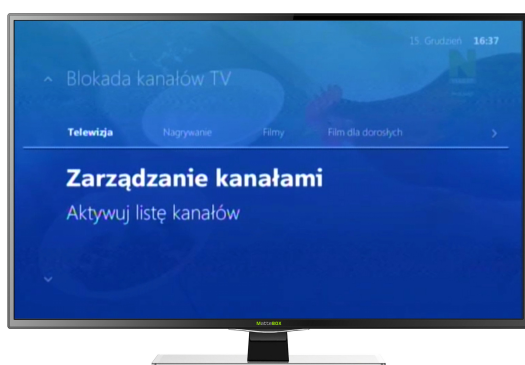 15. Grudzień 16:37
Blokada kanałów TV
Telewizja Nagrywanie Filmy Film dla dorosłych
Zarządzanie kanałami
Aktywuj listę kanałów